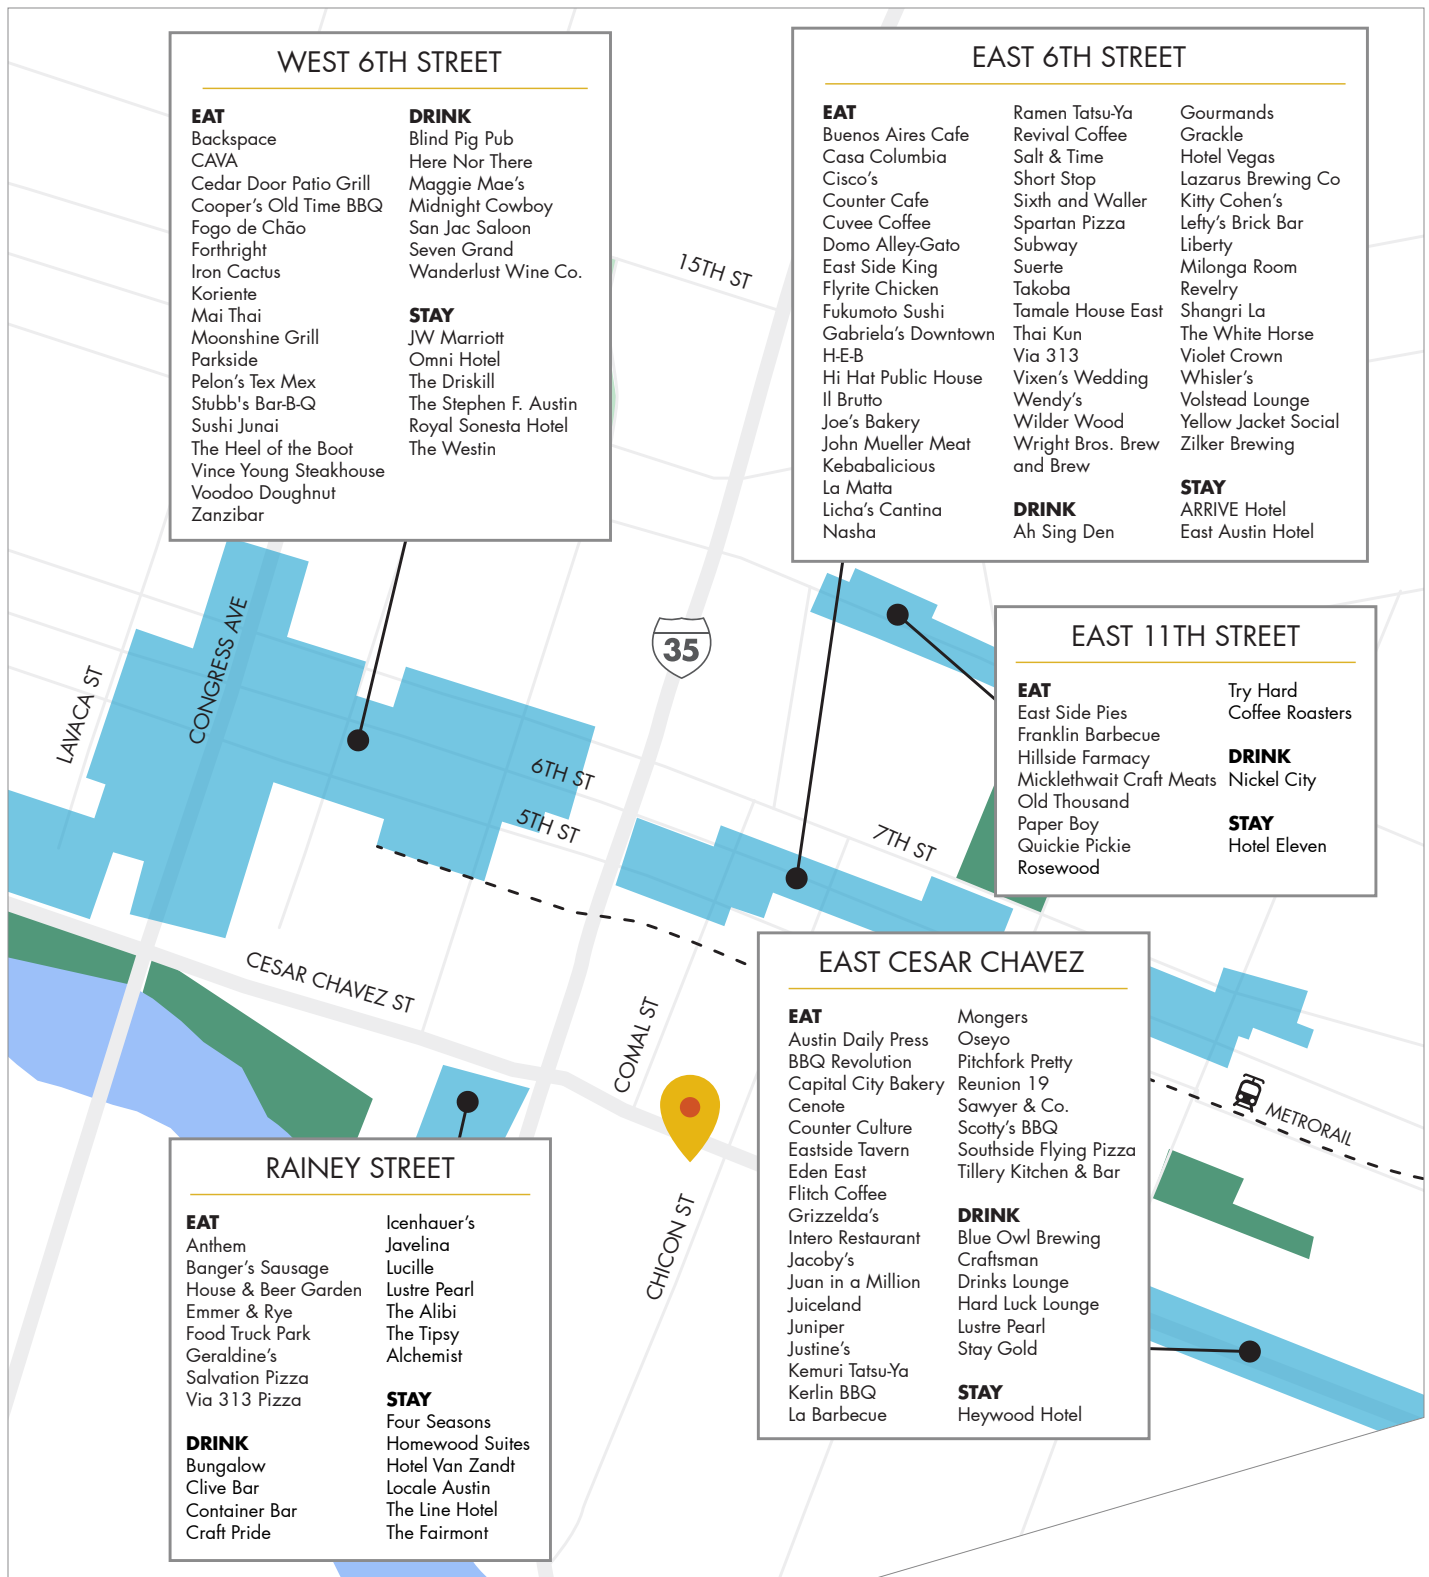 WEST 6TH STREET
EAT
Backspace
CAVA
Cedar Door Patio Grill
Cooper's Old Time BBQ
Fogo de Chão
Forthright
Iron Cactus
Koriente
Mai Thai
Moonshine Grill
Parkside
Pelon's Tex Mex
Stubb's Bar-B-Q
Sushi Junai
The Heel of the Boot
Vince Young Steakhouse
Voodoo Doughnut
Zanzibar
DRINK
Blind Pig Pub
Here Nor There
Maggie Mae's
Midnight Cowboy
San Jac Saloon
Seven Grand
Wanderlust Wine Co.
STAY
JW Marriott
Omni Hotel
The Driskill
The Stephen F. Austin
Royal Sonesta Hotel
The Westin
EAST 6TH STREET
EAT
Buenos Aires Cafe
Casa Columbia
Cisco's
Counter Cafe
Cuvee Coffee
Domo Alley-Gato
East Side King
Flyrite Chicken
Fukumoto Sushi
Gabriela's Downtown
H-E-B
Hi Hat Public House
Il Brutto
Joe's Bakery
John Mueller Meat
Kebabalicious
La Matta
Licha's Cantina
Nasha
Ramen Tatsu-Ya
Revival Coffee
Salt & Time
Short Stop
Sixth and Waller
Spartan Pizza
Subway
Suerte
Takoba
Tamale House East
Thai Kun
Via 313
Vixen's Wedding
Wendy's
Wilder Wood
Wright Bros. Brew
and Brew
DRINK
Ah Sing Den
Gourmands
Grackle
Hotel Vegas
Lazarus Brewing Co
Kitty Cohen's
Lefty's Brick Bar
Liberty
Milonga Room
Revelry
Shangri La
The White Horse
Violet Crown
Whisler's
Volstead Lounge
Yellow Jacket Social
Zilker Brewing
STAY
ARRIVE Hotel
East Austin Hotel
15TH ST
35
LAVACA ST
CONGRESS AVE
6TH ST
5TH ST
7TH ST
EAST 11TH STREET
EAT
East Side Pies
Franklin Barbecue
Hillside Farmacy
Micklethwait Craft Meats
Old Thousand
Paper Boy
Quickie Pickie
Rosewood
Try Hard
Coffee Roasters
DRINK
Nickel City
STAY
Hotel Eleven
CESAR CHAVEZ ST
COMAL ST
CHICON ST
METRORAIL
EAST CESAR CHAVEZ
EAT
Austin Daily Press
BBQ Revolution
Capital City Bakery
Cenote
Counter Culture
Eastside Tavern
Eden East
Flitch Coffee
Grizzelda's
Intero Restaurant
Jacoby's
Juan in a Million
Juiceland
Juniper
Justine's
Kemuri Tatsu-Ya
Kerlin BBQ
La Barbecue
Mongers
Oseyo
Pitchfork Pretty
Reunion 19
Sawyer & Co.
Scotty's BBQ
Southside Flying Pizza
Tillery Kitchen & Bar
DRINK
Blue Owl Brewing
Craftsman
Drinks Lounge
Hard Luck Lounge
Lustre Pearl
Stay Gold
STAY
Heywood Hotel
RAINEY STREET
EAT
Anthem
Banger's Sausage
House & Beer Garden
Emmer & Rye
Food Truck Park
Geraldine's
Salvation Pizza
Via 313 Pizza
DRINK
Bungalow
Clive Bar
Container Bar
Craft Pride
Icenhauer's
Javelina
Lucille
Lustre Pearl
The Alibi
The Tipsy
Alchemist
STAY
Four Seasons
Homewood Suites
Hotel Van Zandt
Locale Austin
The Line Hotel
The Fairmont